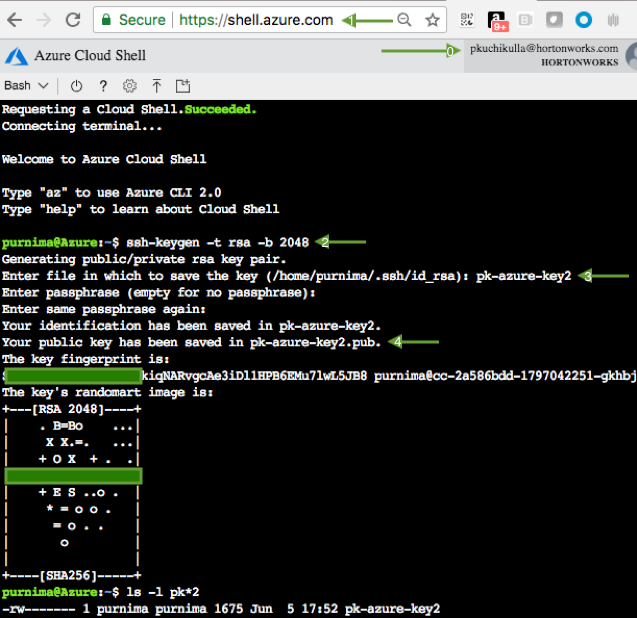 Secure https://shell.azure.com 1
a
9+
B
Azure Cloud Shell
0 pkuchikulla@hortonworks.com
HORTONWORKS
Bash ?
Requesting a Cloud Shell.Succeeded.
Connecting terminal...
Welcome to Azure Cloud Shell
Type "az" to use Azure CLI 2.0
Type "help" to learn about Cloud Shell
purnima@Azure:~$ ssh-keygen -t rsa -b 2048 2
Generating public/private rsa key pair.
Enter file in which to save the key (/home/purnima/.ssh/id_rsa): pk-azure-key2 3
Enter passphrase (empty for no passphrase):
Enter same passphrase again:
Your identification has been saved in pk-azure-key2.
Your public key has been saved in pk-azure-key2.pub. 4
The key fingerprint is:
kiqNARvgcAe3iDl1HPB6EMu7lwL5JB8 purnima@cc-2a586bdd-1797042251-gkhbj
The key's randomart image is:
+---[RSA 2048]----+
|    . B=Bo    ...|
|     X X.=.   ...|
|    + O X  + .  .|
|    + E S ..o .  |
|     * = o o .   |
|      = o . .    |
|       o         |
|                 |
+----[SHA256]-----+
purnima@Azure:~$ ls -l pk*2
-rw------- 1 purnima purnima 1675 Jun  5 17:52 pk-azure-key2